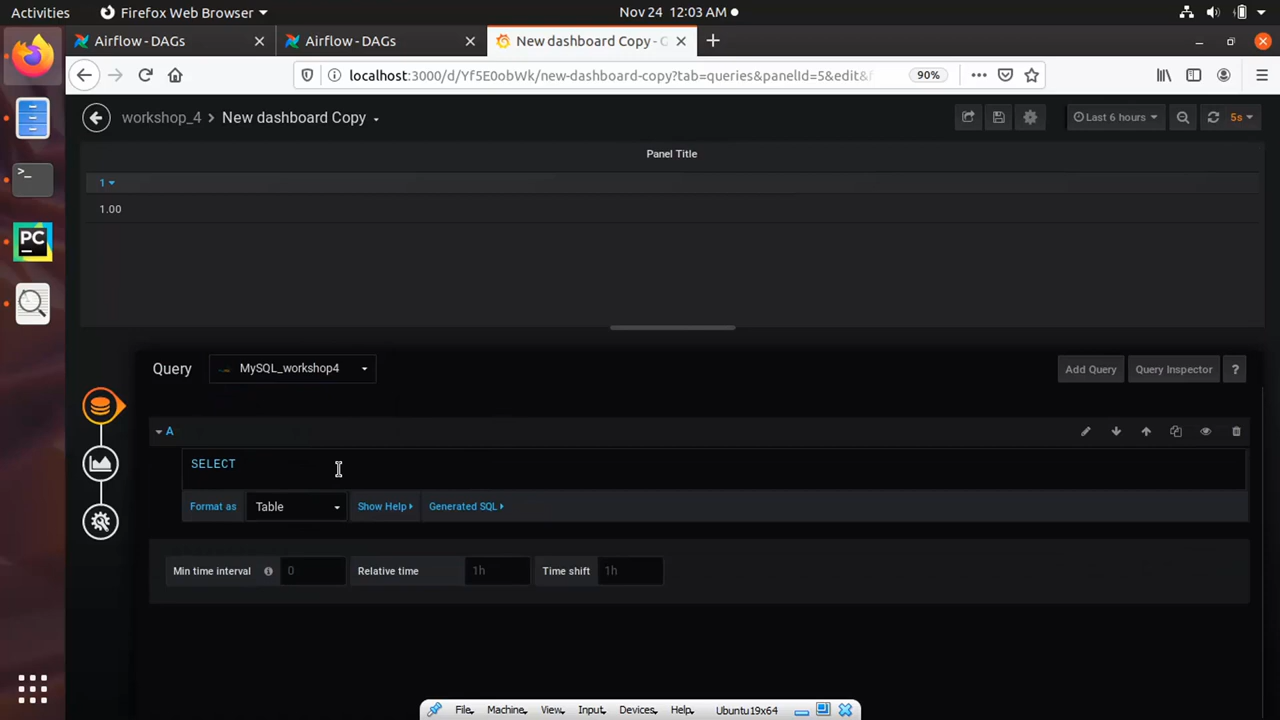 Activities Firefox Web Browser Nov 24 12:03 AM
Airflow - DAGs Airflow - DAGs New dashboard Copy -
localhost:3000/d/Yf5E0obWk/new-dashboard-copy?tab=queries&panelId=5&edit&f 90%
workshop_4 > New dashboard Copy Last 6 hours 5s
Panel Title
1
1.00
Query MySQL_workshop4 Add Query Query Inspector ?
A
SELECT
Format as Table Show Help Generated SQL
Min time interval 0 Relative time 1h Time shift 1h
File Machine View Input Devices Help Ubuntu19x64